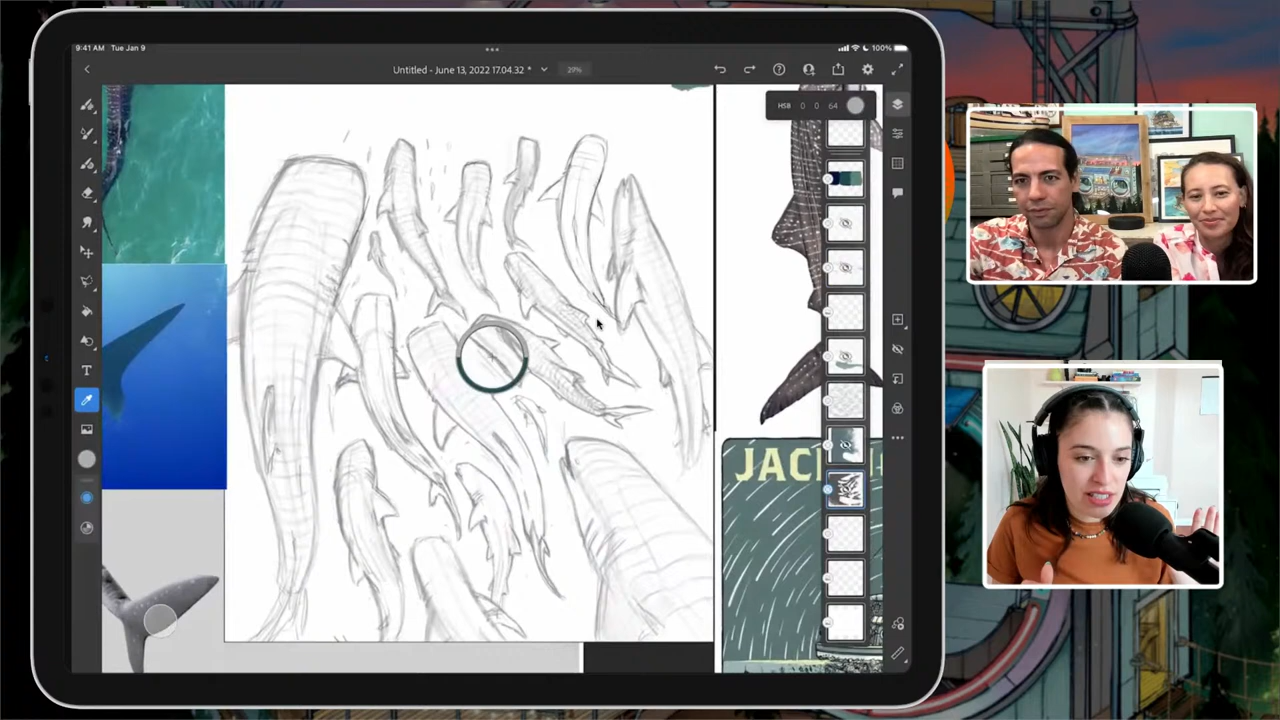 9:41 AM Tue Jan 9
100%
Untitled - June 13, 2022 17.04.32 *
29%
HSB 0 0 64
T
JAC